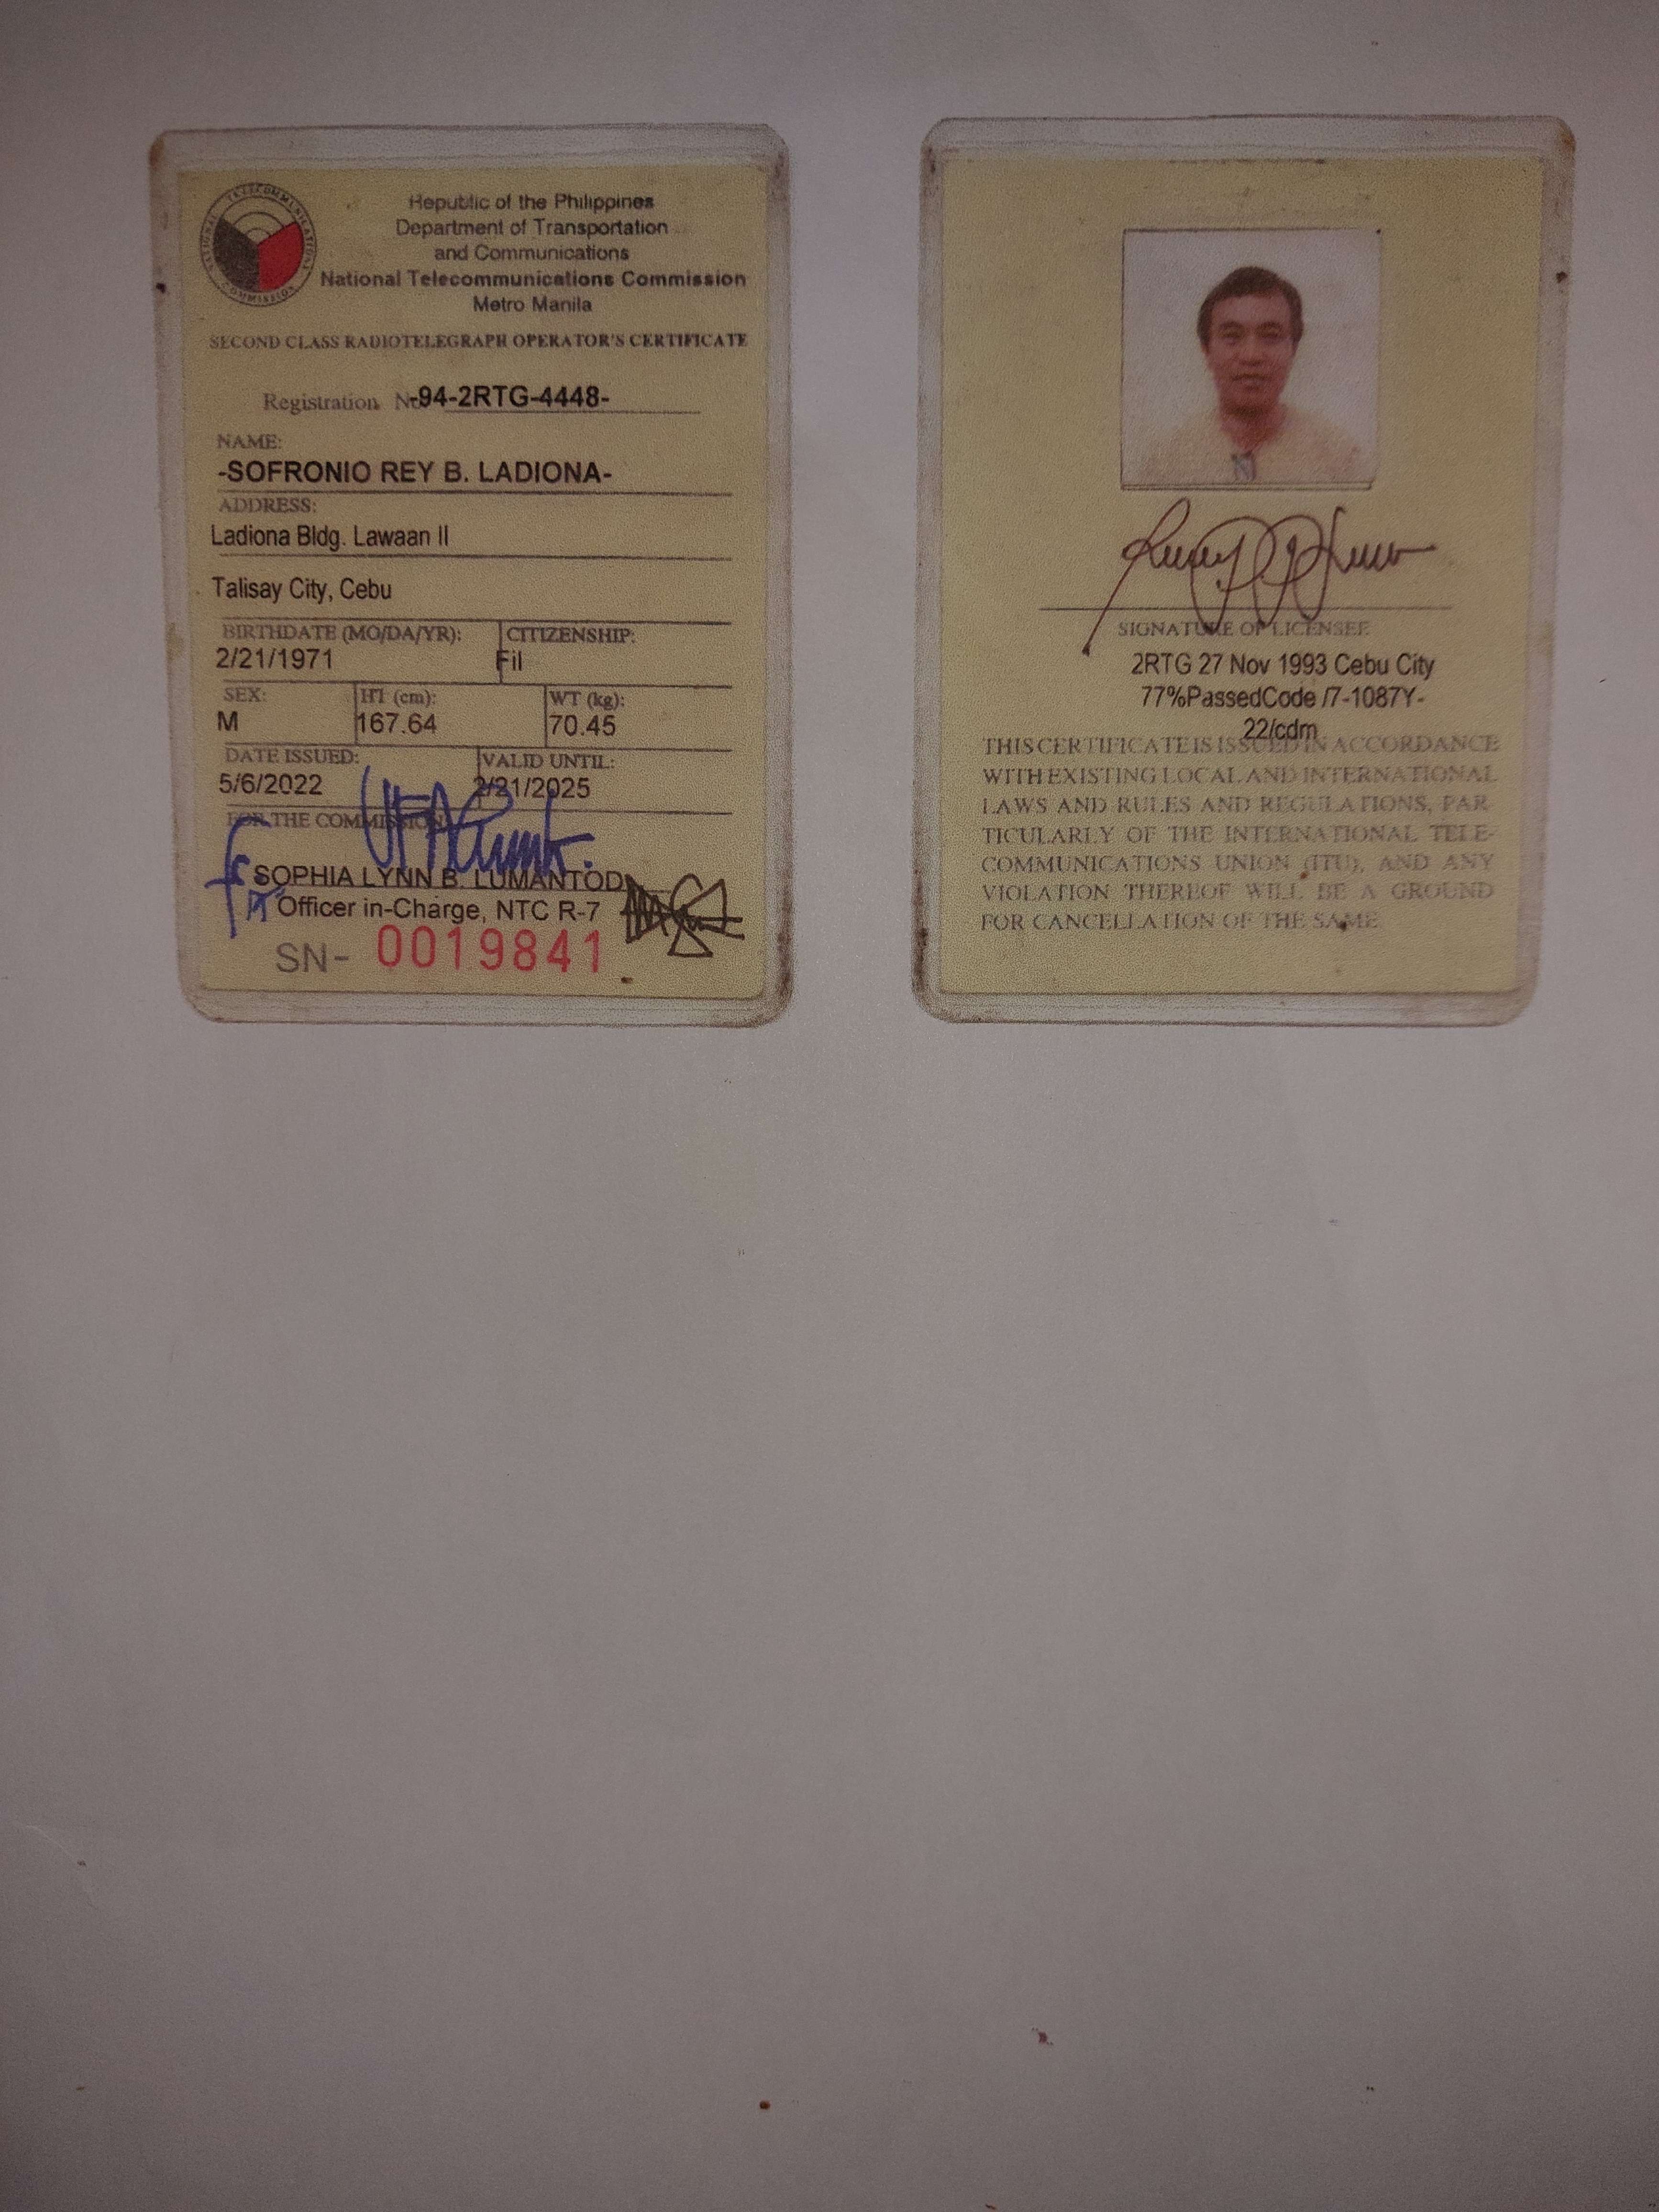 NATIONAL TELECOMMUNICATIONS COMMISSION
Republic of the Philippines
Department of Transportation
and Communications
National Telecommunications Commission
Metro Manila
SECOND CLASS RADIOTELEGRAPH OPERATOR'S CERTIFICATE
Registration No -94-2RTG-4448-
NAME:
-SOFRONIO REY B. LADIONA-
ADDRESS:
Ladiona Bldg. Lawaan II
Talisay City, Cebu
BIRTHDATE (MO/DA/YR): CITIZENSHIP:
2/21/1971 Fil
SEX: HT (cm): WT (kg):
M 167.64 70.45
DATE ISSUED: VALID UNTIL:
5/6/2022 2/21/2025
FOR THE COMMISSION
SOPHIA LYNN B. LUMANTOD
Officer in-Charge, NTC R-7
SN- 0019841
SIGNATURE OF LICENSEE
2RTG 27 Nov 1993 Cebu City
77%PassedCode /7-1087Y-
22/cdm
THIS CERTIFICATE IS ISSUED IN ACCORDANCE
WITH EXISTING LOCAL AND INTERNATIONAL
LAWS AND RULES AND REGULATIONS, PAR-
TICULARLY OF THE INTERNATIONAL TELE-
COMMUNICATIONS UNION (ITU), AND ANY
VIOLATION THEREOF WILL BE A GROUND
FOR CANCELLATION OF THE SAME